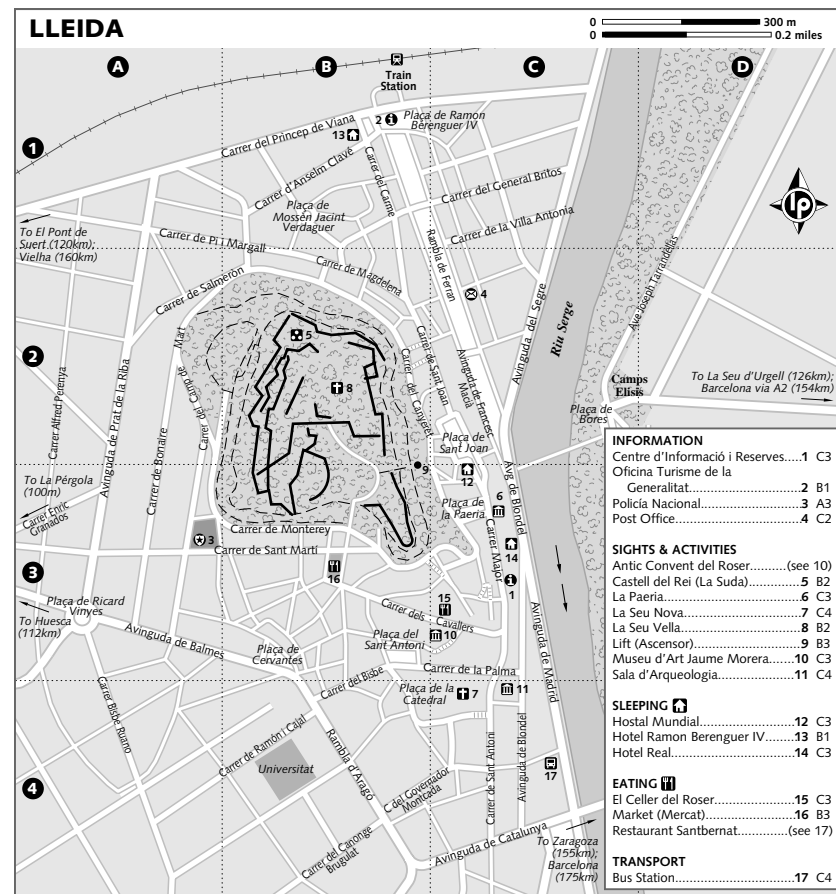 LLEIDA
0 300 m
0 0.2 miles
A
B
C
D
1
2
3
4
Train
Station
2 Plaça de Ramon
Berenguer IV
13
Carrer del Príncep de Viana
Carrer d'Anselm Clavé
Carrer del Carme
Carrer del General Britos
Plaça de
Mossèn Jacint
Verdaguer
Carrer de la Villa Antonia
lp
To El Pont de
Suert (120km);
Vielha (160km)
Carrer de Pi i Margall
Carrer de Magdelena
Rambla de Ferran
Carrer de Salmerón
4
Avinguda del Segre
Riu Serge
Ave Joseph Tarrandellas
5
8
Carrer del Camp de Mart
Carrer de Sant Joan
Carrer del Canyeret
Avinguda de Francesc
Macià
Camps
Elisis
To La Seu d'Urgell (126km);
Barcelona via A2 (154km)
Plaça de
Bores
Carrer Alfred Perenya
Avinguda de Prat de la Riba
Carrer de Bonaire
Plaça de
Sant Joan
To La Pérgola
(100m)
9
12
Avg de Blondel
Carrer Enric
Granados
Plaça de
la Paeria
6
Carrer Major
3
Carrer de Monterey
Carrer de Sant Martí
14
16
15
1
Plaça de Ricard
Vinyes
To Huesca
(112km)
Carrer dels Cavallers
Plaça del
Sant Antoni
10
Avinguda de Balmes
Plaça de
Cervantes
Carrer de la Palma
Avinguda de Madrid
Carrer del Bisbe
Plaça de la
Catedral
7
11
Carrer Bisbe Ruano
Carrer de Ramón i Cajal
Rambla d'Aragó
Universitat
Carrer de Sant Antoni
Avinguda de Blondel
17
C del Governador
Montcada
Carrer del Canonge
Brugulat
Avinguda de Catalunya
To Zaragoza
(155km);
Barcelona
(175km)
INFORMATION
Centre d'Informació i Reserves.....1 C3
Oficina Turisme de la
Generalitat.....2 B1
Policía Nacional.....3 A3
Post Office.....4 C2
SIGHTS & ACTIVITIES
Antic Convent del Roser.....(see 10)
Castell del Rei (La Suda).....5 B2
La Paeria.....6 C3
La Seu Nova.....7 C4
La Seu Vella.....8 B2
Lift (Ascensor).....9 B3
Museu d'Art Jaume Morera.....10 C3
Sala d'Arqueologia.....11 C4
SLEEPING
Hostal Mundial.....12 C3
Hotel Ramon Berenguer IV.....13 B1
Hotel Real.....14 C3
EATING
El Celler del Roser.....15 C3
Market (Mercat).....16 B3
Restaurant Santbernat.....(see 17)
TRANSPORT
Bus Station.....17 C4